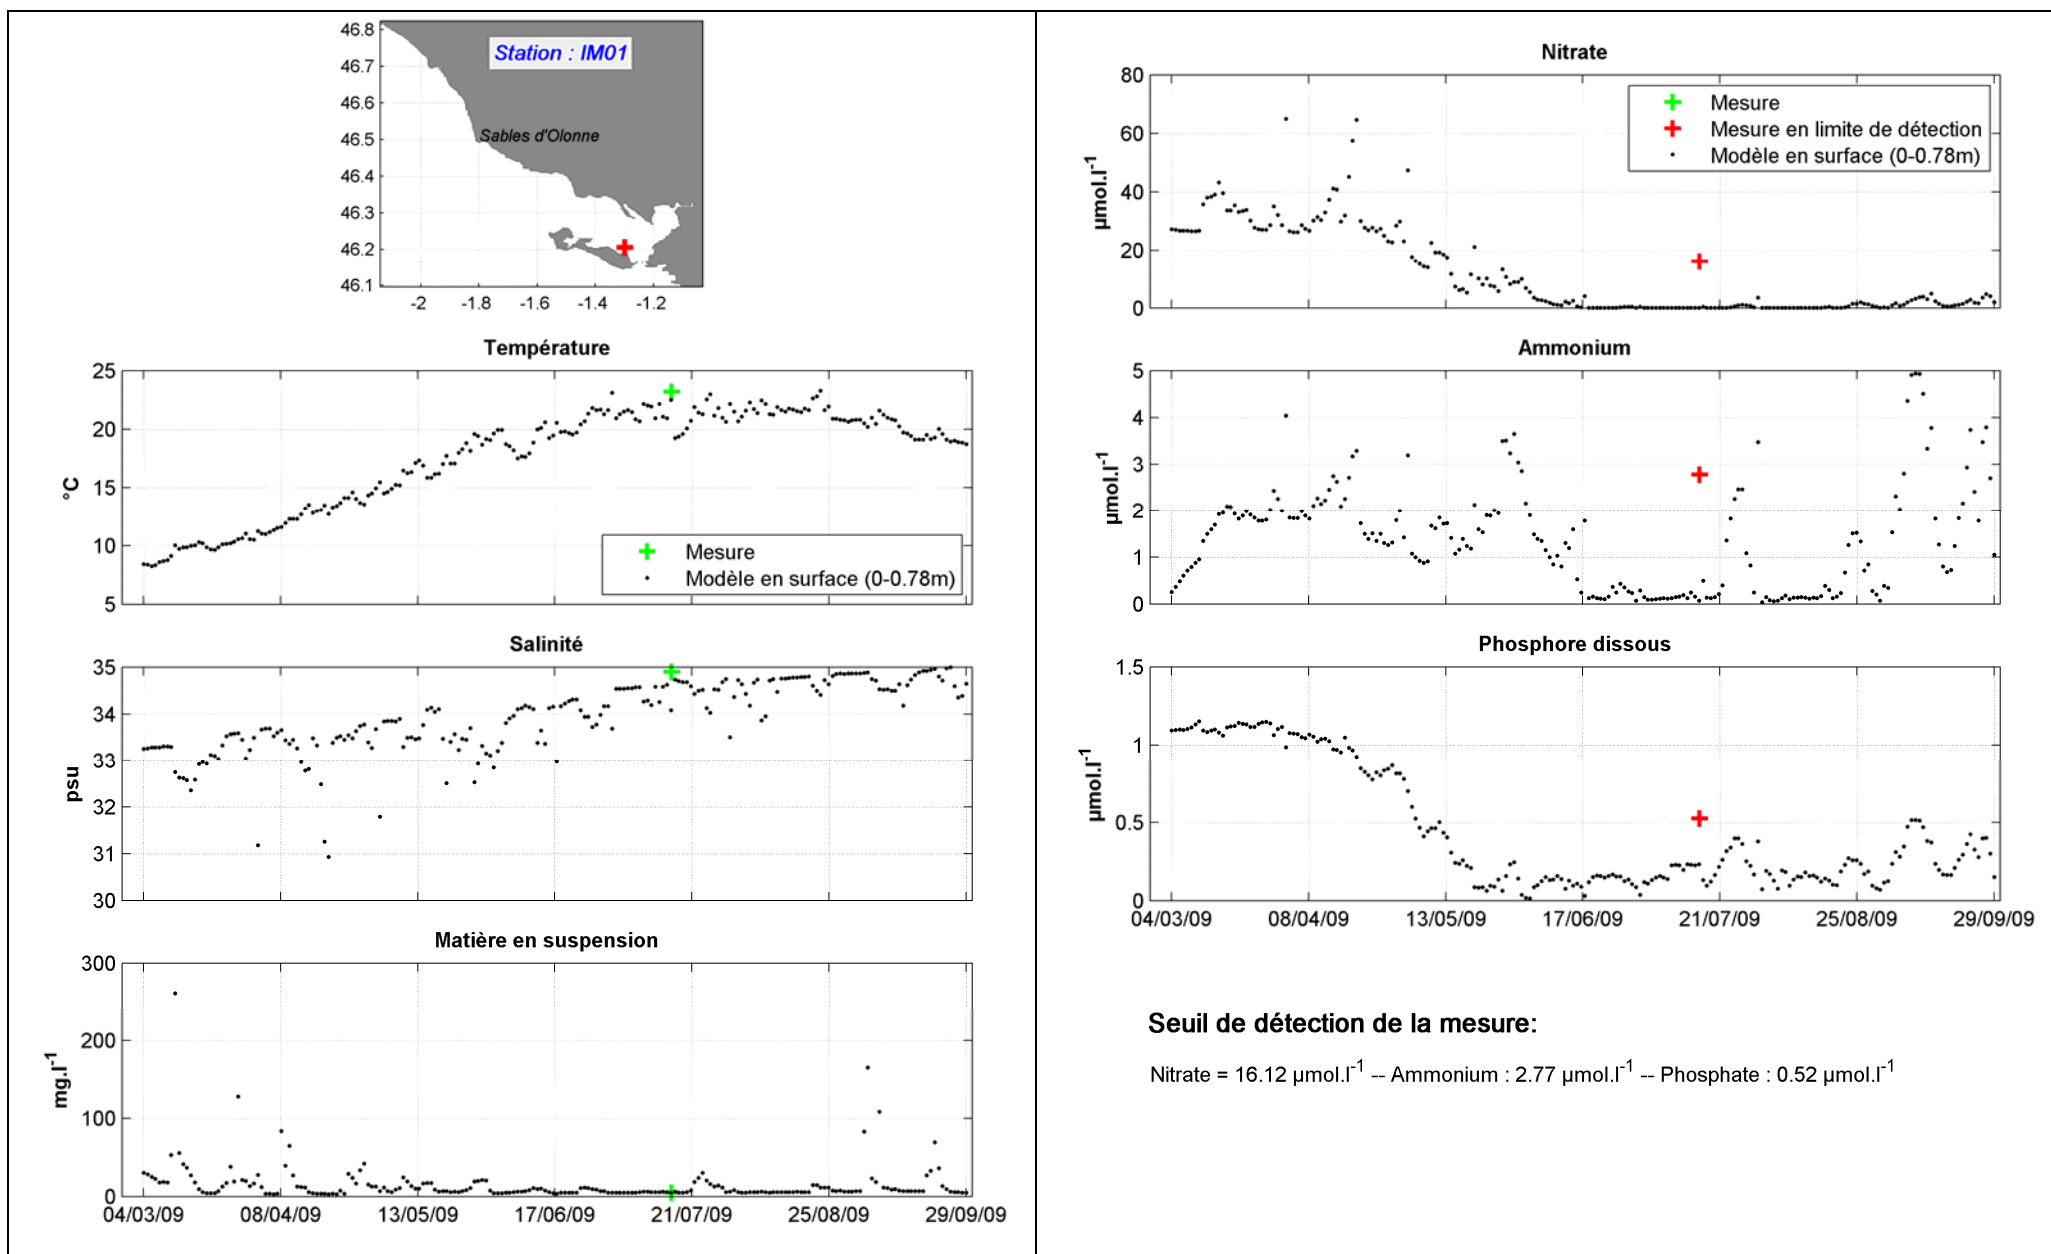 46.8
Station : IM01
46.7
46.6
46.5
Sables d'Olonne
46.4
46.3
46.2
46.1
-2 -1.8 -1.6 -1.4 -1.2
Température
25
20
15
10
5
°C
Mesure
Modèle en surface (0-0.78m)
Salinité
35
34
33
32
31
30
psu
Matière en suspension
300
200
100
0
mg.l-1
04/03/09 08/04/09 13/05/09 17/06/09 21/07/09 25/08/09 29/09/09
Nitrate
80
60
40
20
0
µmol.l-1
Mesure
Mesure en limite de détection
Modèle en surface (0-0.78m)
Ammonium
5
4
3
2
1
0
µmol.l-1
Phosphore dissous
1.5
1
0.5
0
µmol.l-1
04/03/09 08/04/09 13/05/09 17/06/09 21/07/09 25/08/09 29/09/09
Seuil de détection de la mesure:
Nitrate = 16.12 µmol.l-1 -- Ammonium : 2.77 µmol.l-1 -- Phosphate : 0.52 µmol.l-1